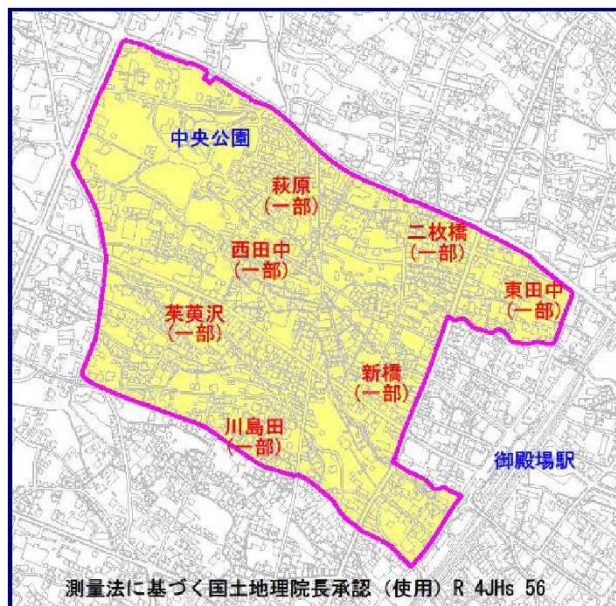 中央公園
萩原
(一部)
二枚橋
(一部)
西田中
(一部)
東田中
(一部)
茱萸沢
(一部)
新橋
(一部)
川島田
(一部)
御殿場駅
測量法に基づく国土地理院長承認（使用）R 4JHs 56